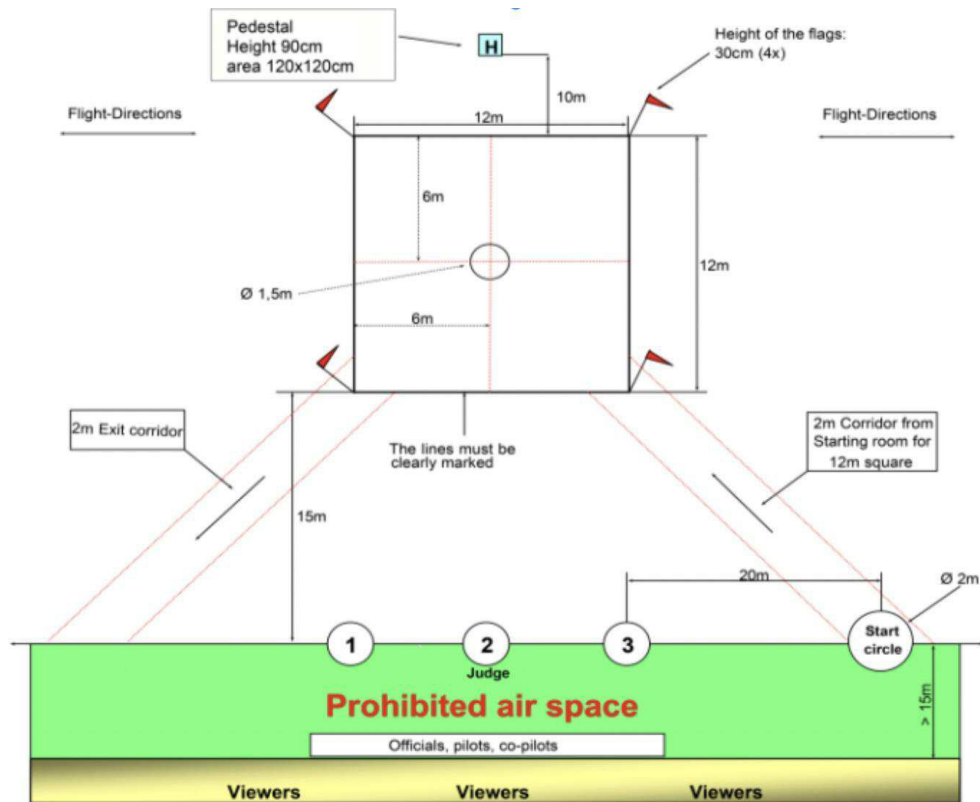 Pedestal
Height 90cm
area 120x120cm
H
Height of the flags:
30cm (4x)
10m
Flight-Directions
12m
Flight-Directions
6m
12m
Ø 1,5m
6m
2m Exit corridor
The lines must be
clearly marked
2m Corridor from
Starting room for
12m square
15m
20m
Ø 2m
1
2
3
Start
circle
Judge
Prohibited air space
> 15m
Officials, pilots, co-pilots
Viewers
Viewers
Viewers